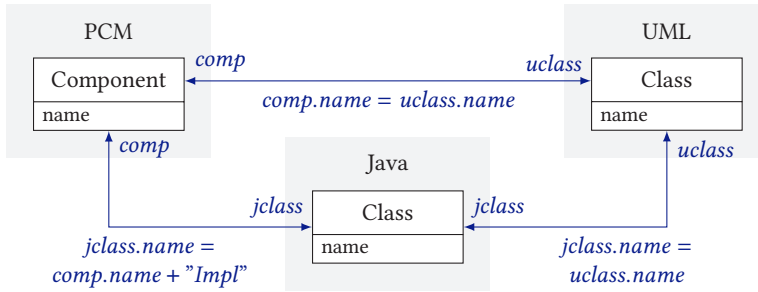 PCM
UML
Component
name
comp
uclass
Class
name
comp.name = uclass.name
comp
uclass
Java
jclass
Class
name
jclass
jclass.name =
comp.name + ”Impl”
jclass.name =
uclass.name